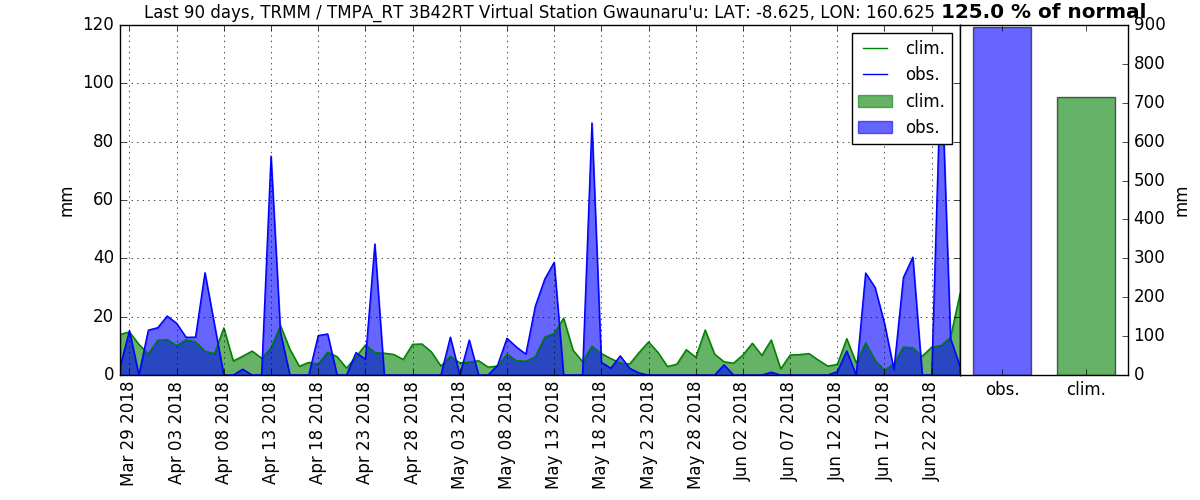 Last 90 days, TRMM / TMPA_RT 3B42RT Virtual Station Gwaunaru'u: LAT: -8.625, LON: 160.625 125.0 % of normal
120
100
80
60
40
20
0
mm
clim.
obs.
clim.
obs.
900
800
700
600
500
400
300
200
100
0
mm
Mar 29 2018
Apr 03 2018
Apr 08 2018
Apr 13 2018
Apr 18 2018
Apr 23 2018
Apr 28 2018
May 03 2018
May 08 2018
May 13 2018
May 18 2018
May 23 2018
May 28 2018
Jun 02 2018
Jun 07 2018
Jun 12 2018
Jun 17 2018
Jun 22 2018
obs.
clim.